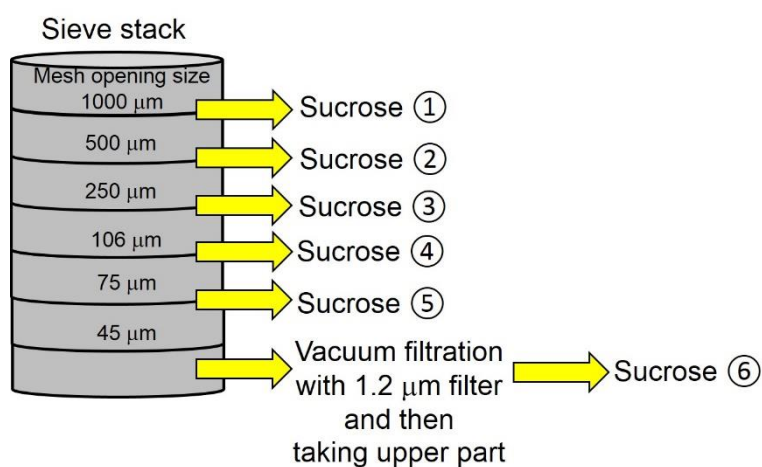 Sieve stack
Mesh opening size
1000 μm
Sucrose ①
500 μm
Sucrose ②
250 μm
Sucrose ③
106 μm
Sucrose ④
75 μm
Sucrose ⑤
45 μm
Vacuum filtration
with 1.2 μm filter
and then
taking upper part
Sucrose ⑥